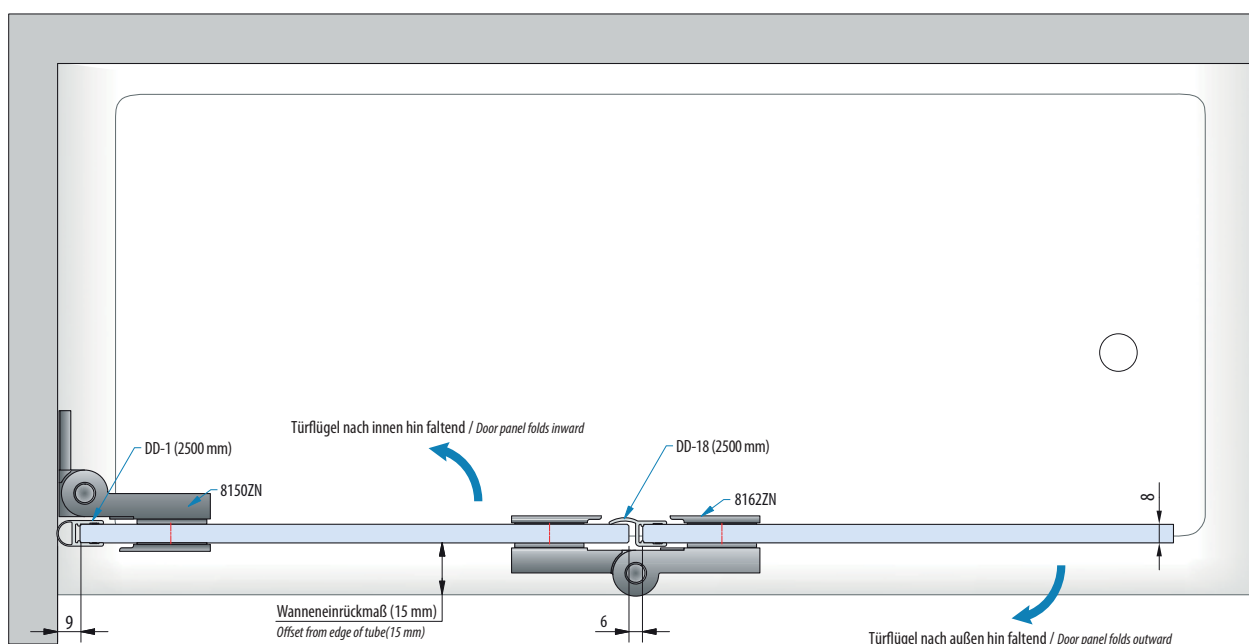 Türflügel nach innen hin faltend / Door panel folds inward
DD-1 (2500 mm)
DD-18 (2500 mm)
8150ZN
8162ZN
8
Wanneneinrückmaß (15 mm)
Offset from edge of tube(15 mm)
9
6
Türflügel nach außen hin faltend / Door panel folds outward